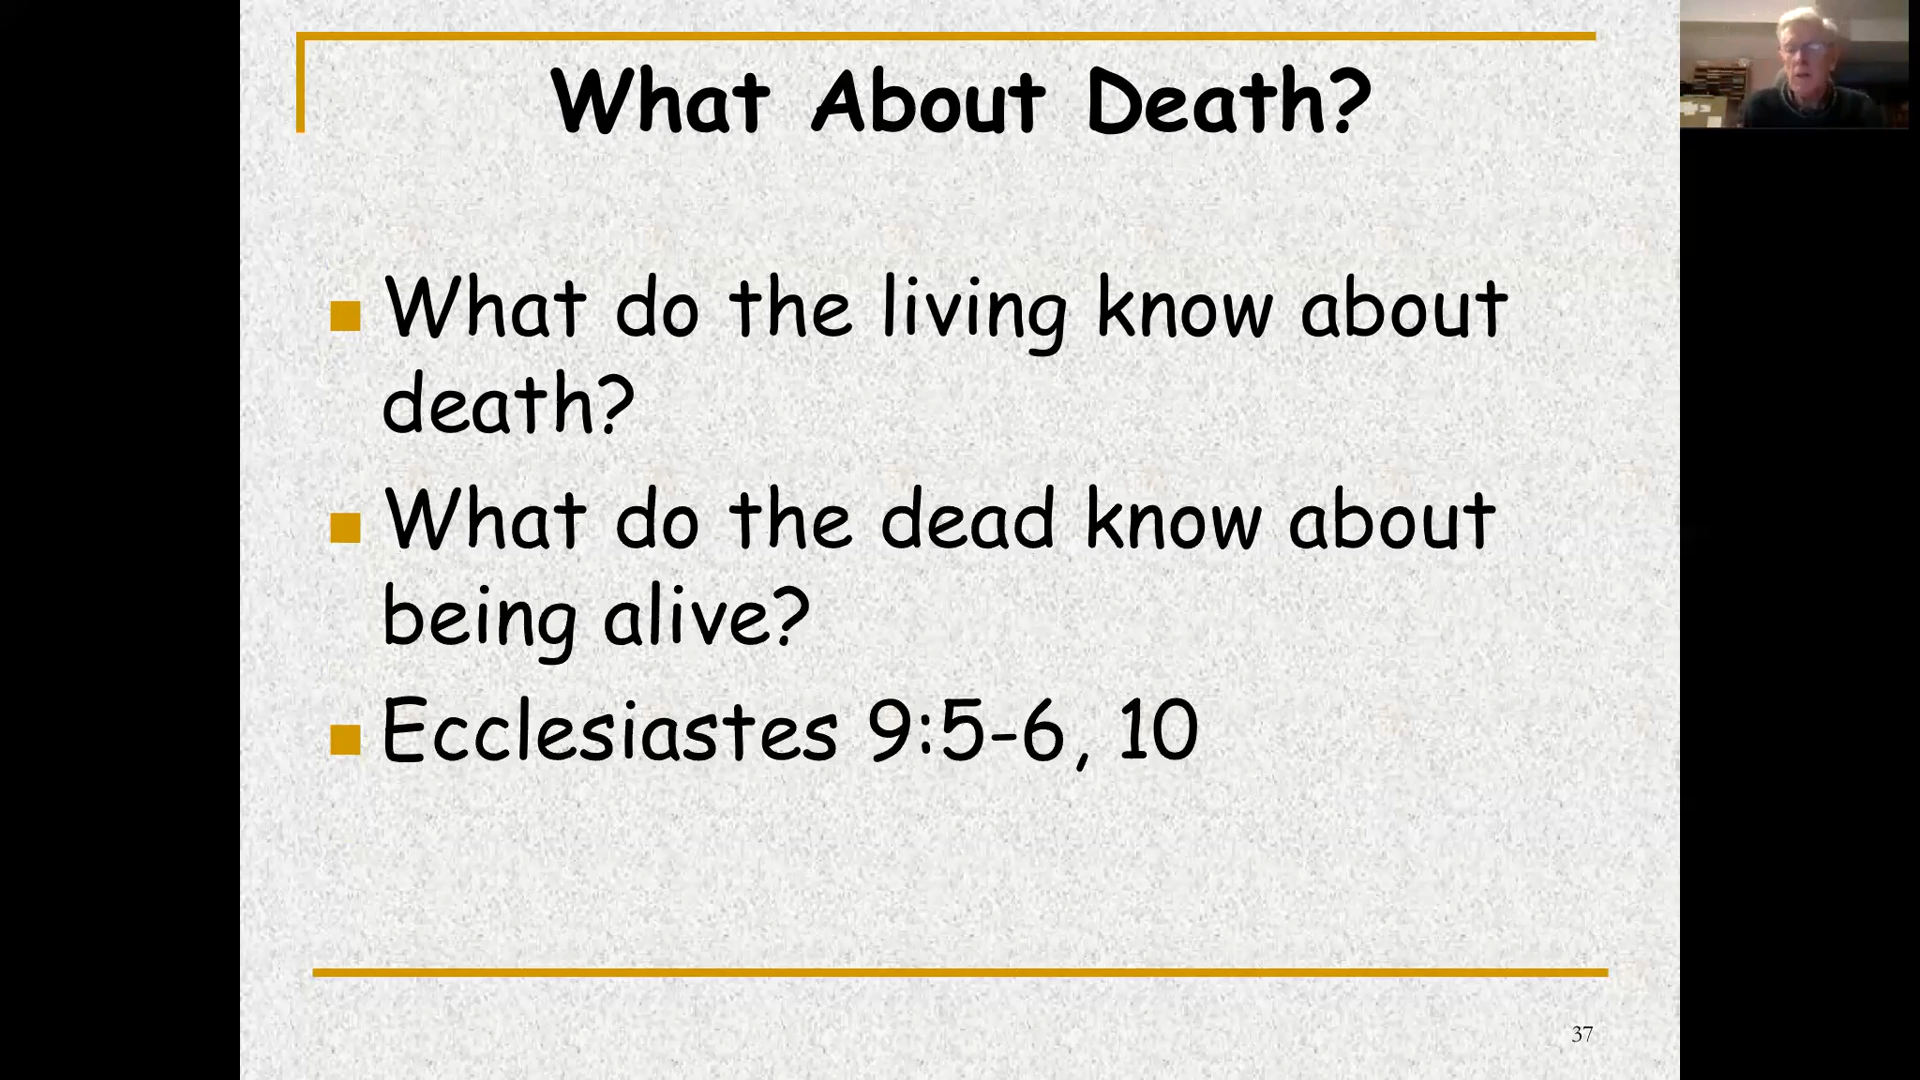 What About Death?
What do the living know about
death?
What do the dead know about
being alive?
Ecclesiastes 9:5-6, 10
37